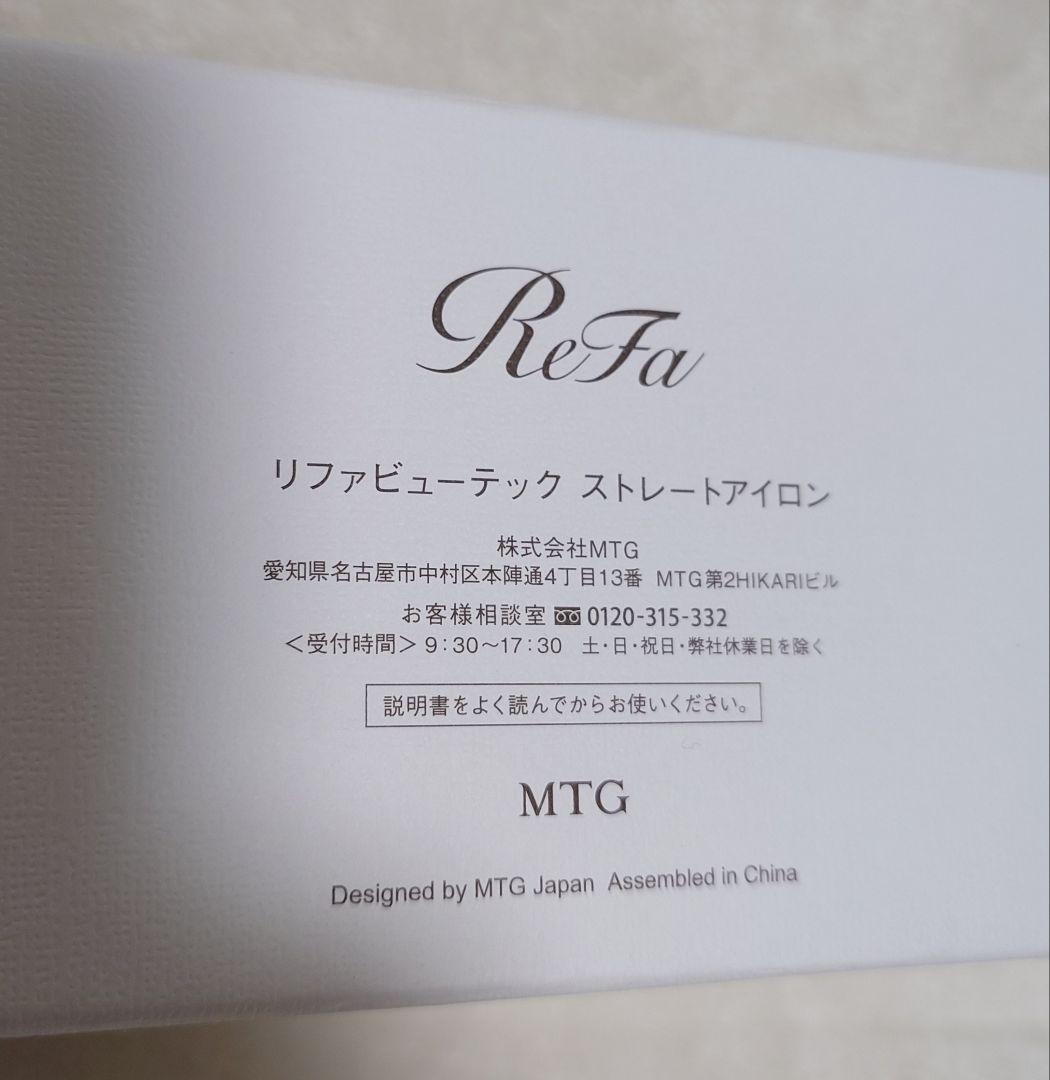 ReFa
リファビューテック ストレートアイロン
株式会社MTG
愛知県名古屋市中村区本陣通4丁目13番 MTG第2HIKARIビル
お客様相談室 0120-315-332
＜受付時間＞ 9:30～17:30 土・日・祝日・弊社休業日を除く
説明書をよく読んでからお使いください。
MTG
Designed by MTG Japan Assembled in China